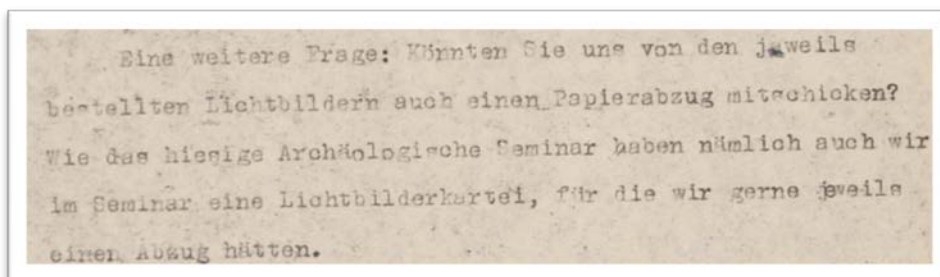 Eine weitere Frage: Könnten Sie uns von den jeweils
bestellten Lichtbildern auch einen Papierabzug mitschicken?
Wie das hiesige Archäologische Seminar haben nämlich auch wir
im Seminar eine Lichtbilderkartei, für die wir gerne jeweils
einen Abzug hätten.